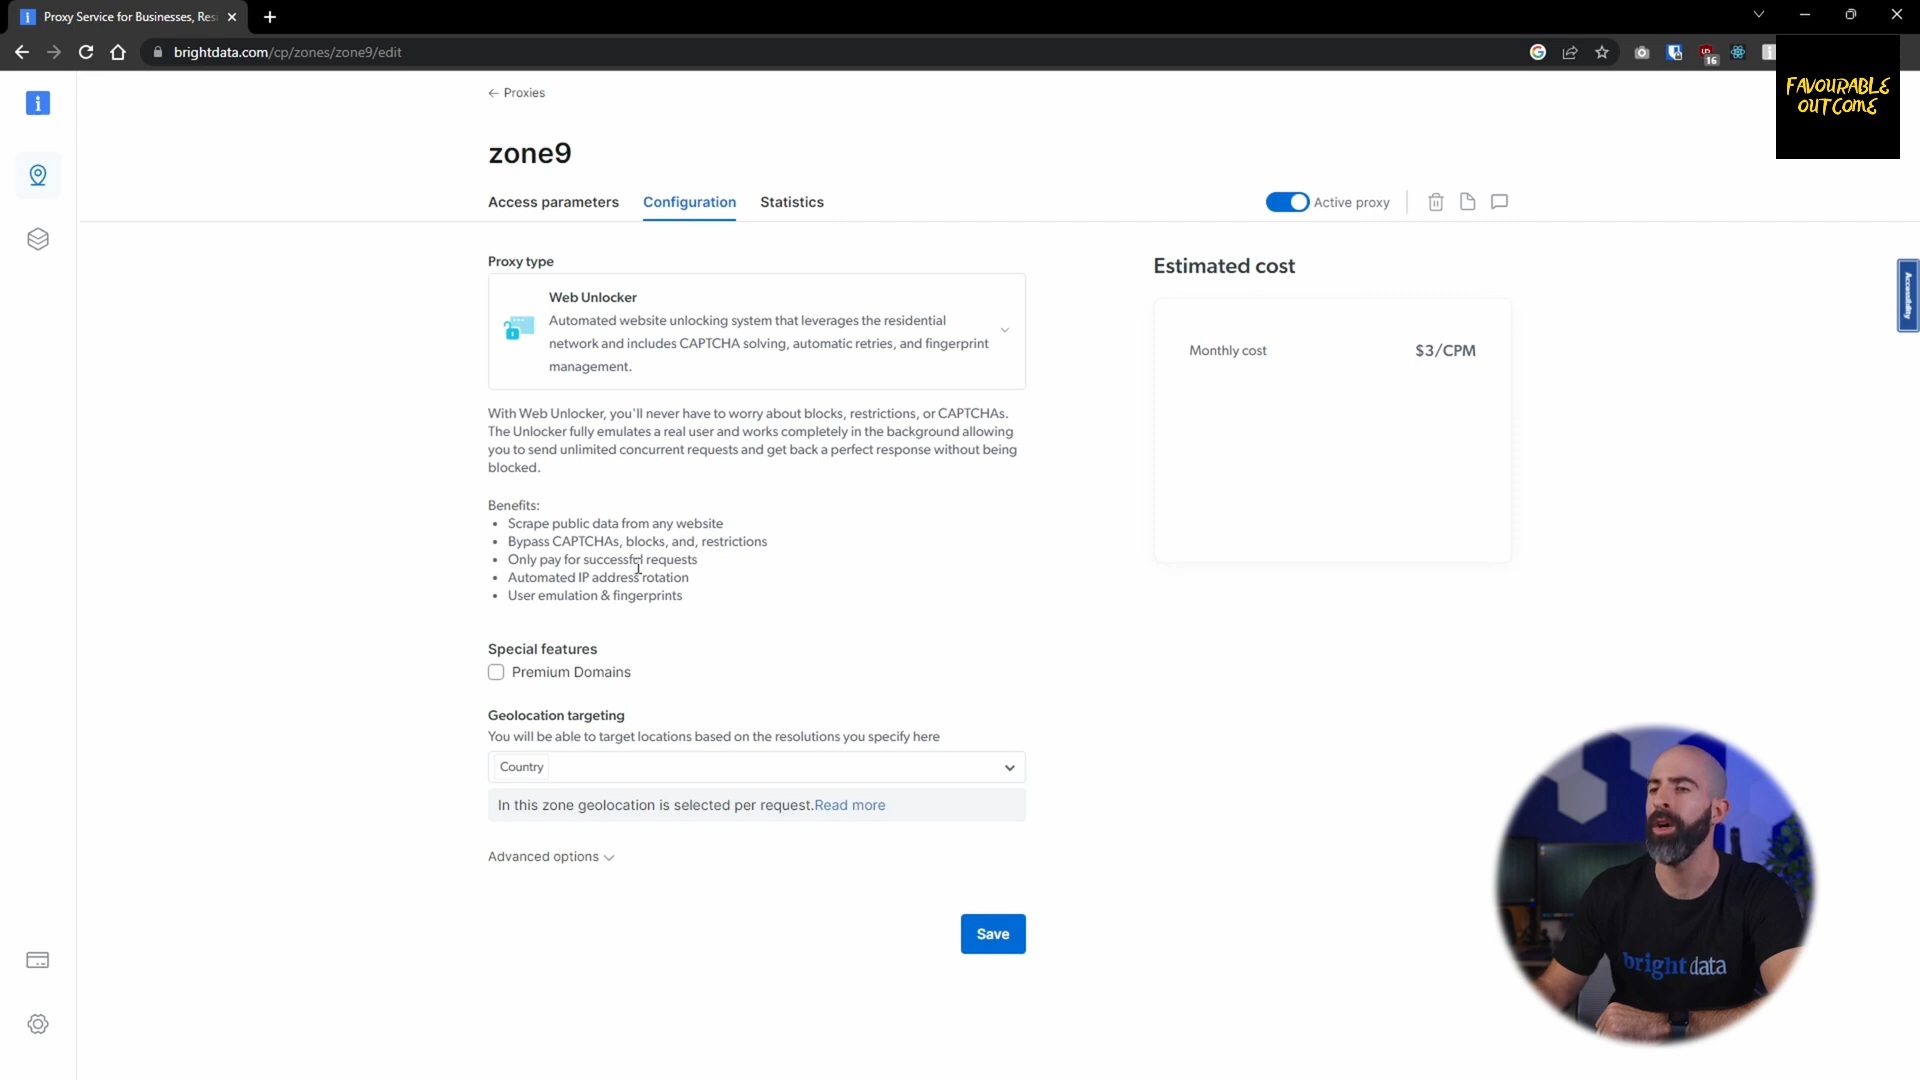 Proxy Service for Businesses, Resi
brightdata.com/cp/zones/zone9/edit
16
FAVOURABLE
OUTCOME
← Proxies
zone9
Access parameters
Configuration
Statistics
Active proxy
Proxy type
Web Unlocker
Automated website unlocking system that leverages the residential
network and includes CAPTCHA solving, automatic retries, and fingerprint
management.
With Web Unlocker, you'll never have to worry about blocks, restrictions, or CAPTCHAs.
The Unlocker fully emulates a real user and works completely in the background allowing
you to send unlimited concurrent requests and get back a perfect response without being
blocked.
Benefits:
• Scrape public data from any website
• Bypass CAPTCHAs, blocks, and, restrictions
• Only pay for successful requests
• Automated IP address rotation
• User emulation & fingerprints
Special features
Premium Domains
Geolocation targeting
You will be able to target locations based on the resolutions you specify here
Country
In this zone geolocation is selected per request.Read more
Advanced options
Save
Estimated cost
Monthly cost
$3/CPM
Accessibility
bright data